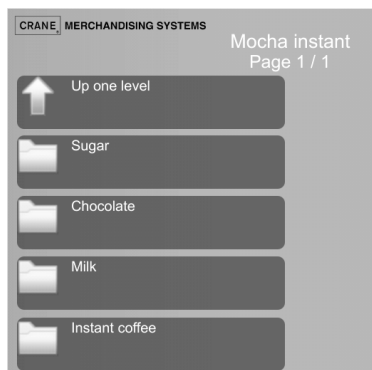 CRANE MERCHANDISING SYSTEMS
Mocha instant
Page 1 / 1
Up one level
Sugar
Chocolate
Milk
Instant coffee